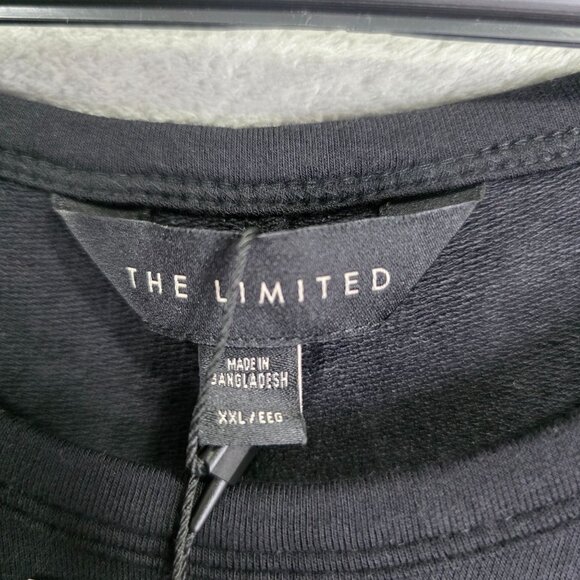 THE LIMITED
MADE IN
BANGLADESH
XXL / EEG